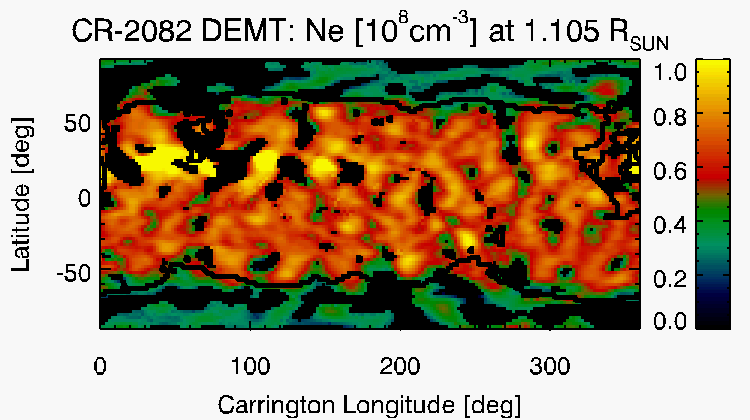 CR-2082 DEMT: Ne [10⁸cm⁻³] at 1.105 R_SUN
1.0
0.8
0.6
0.4
0.2
0.0
Latitude [deg]
50
0
-50
0 100 200 300
Carrington Longitude [deg]